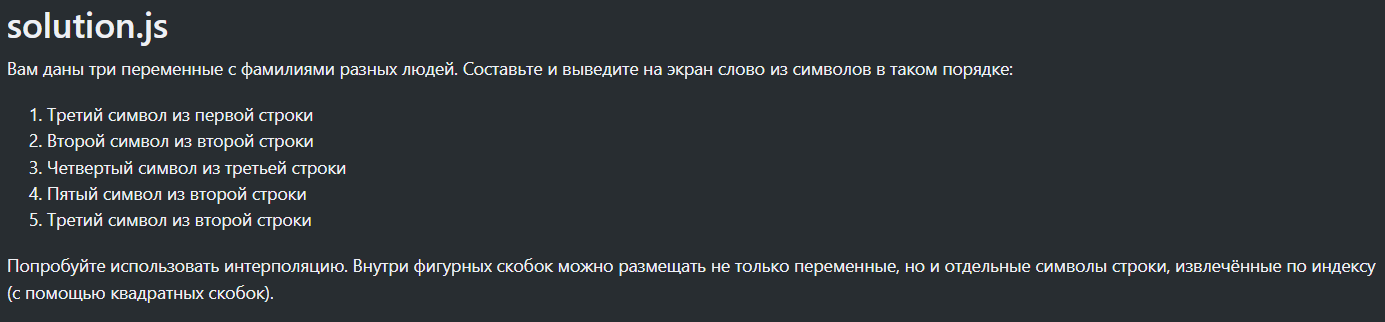 solution.js
Вам даны три переменные с фамилиями разных людей. Составьте и выведите на экран слово из символов в таком порядке:
1. Третий символ из первой строки
2. Второй символ из второй строки
3. Четвертый символ из третьей строки
4. Пятый символ из второй строки
5. Третий символ из второй строки
Попробуйте использовать интерполяцию. Внутри фигурных скобок можно размещать не только переменные, но и отдельные символы строки, извлечённые по индексу
(с помощью квадратных скобок).